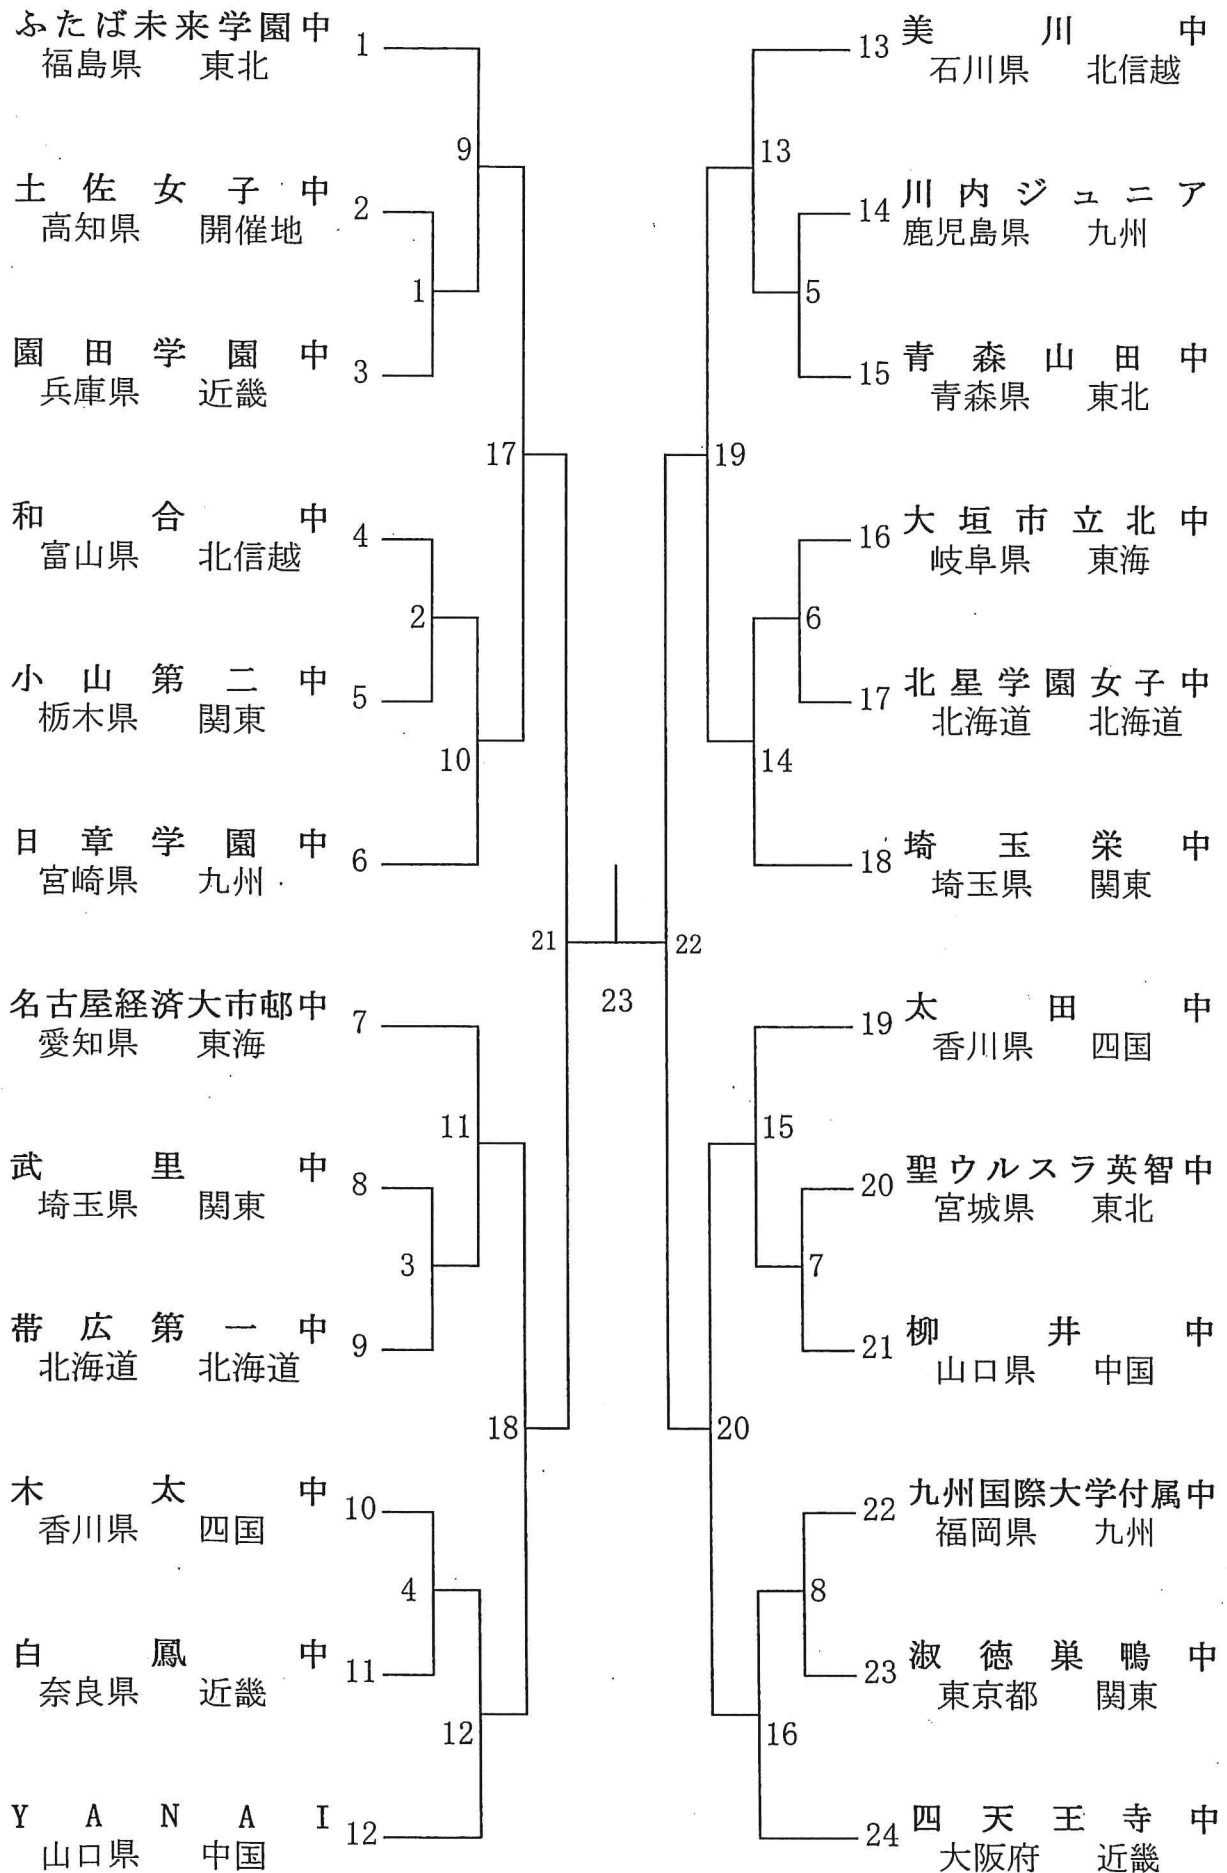 ふたば未来学園中
福島県 東北
1
9
土佐女子中
高知県 開催地
2
1
園田学園中
兵庫県 近畿
3
17
和合中
富山県 北信越
4
2
小山第二中
栃木県 関東
5
10
日章学園中
宮崎県 九州
6
21
名古屋経済大市邨中
愛知県 東海
7
11
武里中
埼玉県 関東
8
3
帯広第一中
北海道 北海道
9
18
木太中
香川県 四国
10
4
白鳳中
奈良県 近畿
11
12
YANAI
山口県 中国
12
23
13 美川中
石川県 北信越
13
14 川内ジュニア
鹿児島県 九州
5
15 青森山田中
青森県 東北
19
16 大垣市立北中
岐阜県 東海
6
17 北星学園女子中
北海道 北海道
14
18 埼玉栄中
埼玉県 関東
22
19 太田中
香川県 四国
15
20 聖ウルスラ英智中
宮城県 東北
7
21 柳井中
山口県 中国
20
22 九州国際大学付属中
福岡県 九州
8
23 淑徳巣鴨中
東京都 関東
16
24 四天王寺中
大阪府 近畿